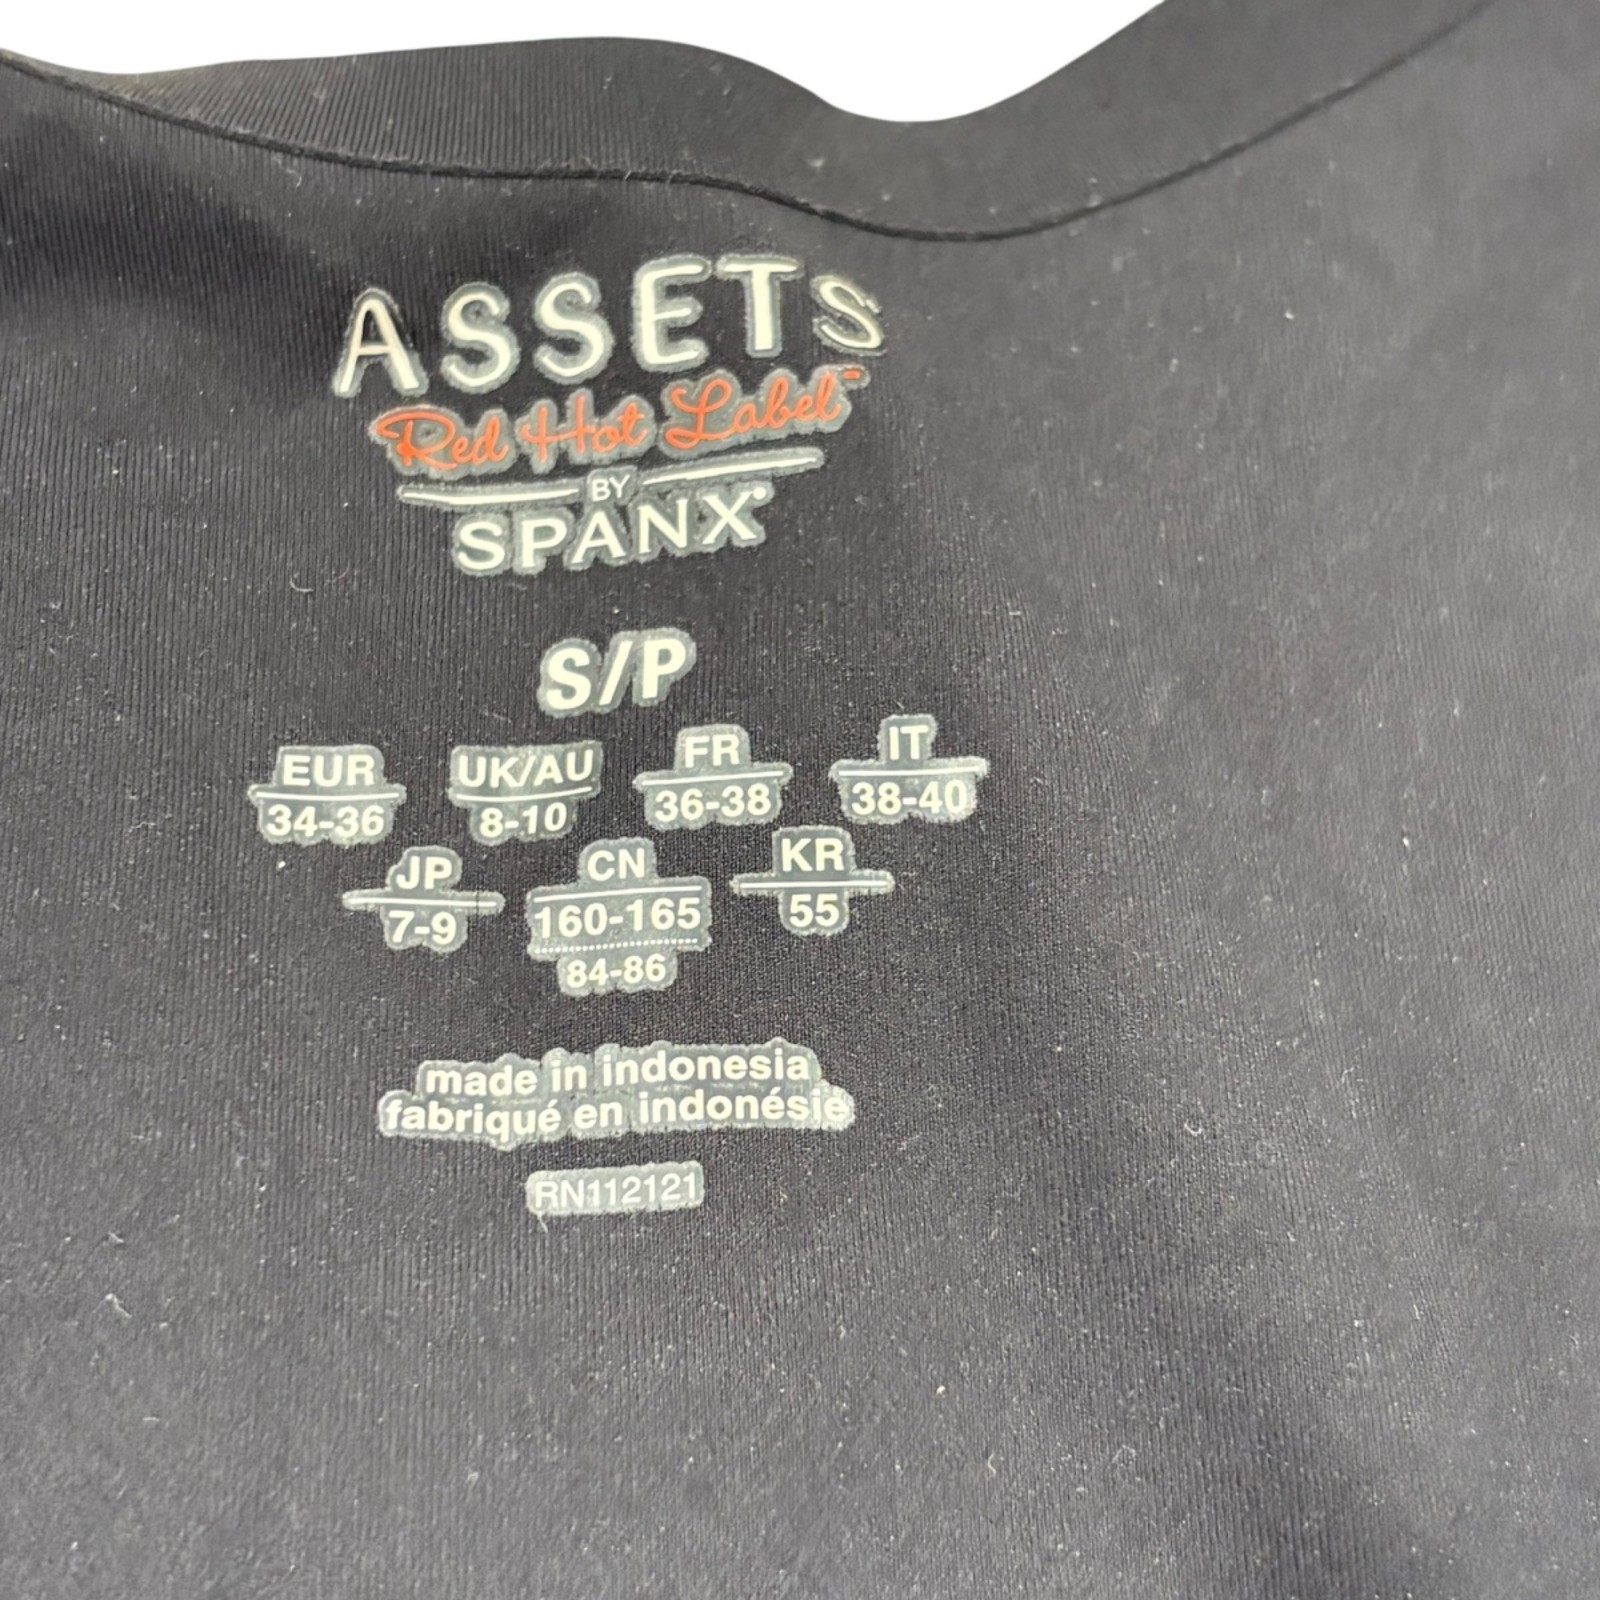 ASSETS
Red Hot Label™
BY
SPANX®
S/P
EUR UK/AU FR IT
34-36 8-10 36-38 38-40
JP CN KR
7-9 160-165 55
84-86
made in indonesia
fabriqué en indonésie
RN112121